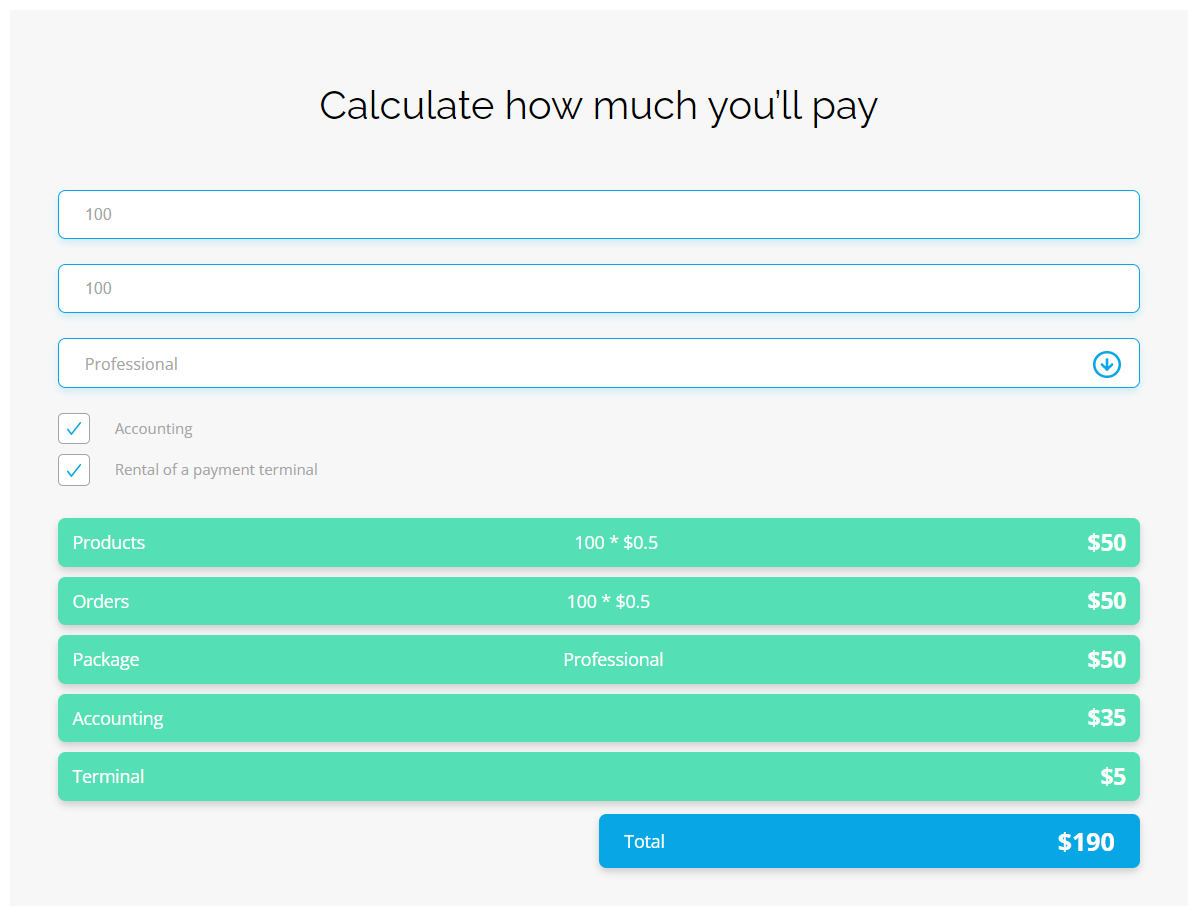 Calculate how much you’ll pay
100
100
Professional
Accounting
Rental of a payment terminal
Products 100 * $0.5 $50
Orders 100 * $0.5 $50
Package Professional $50
Accounting $35
Terminal $5
Total $190